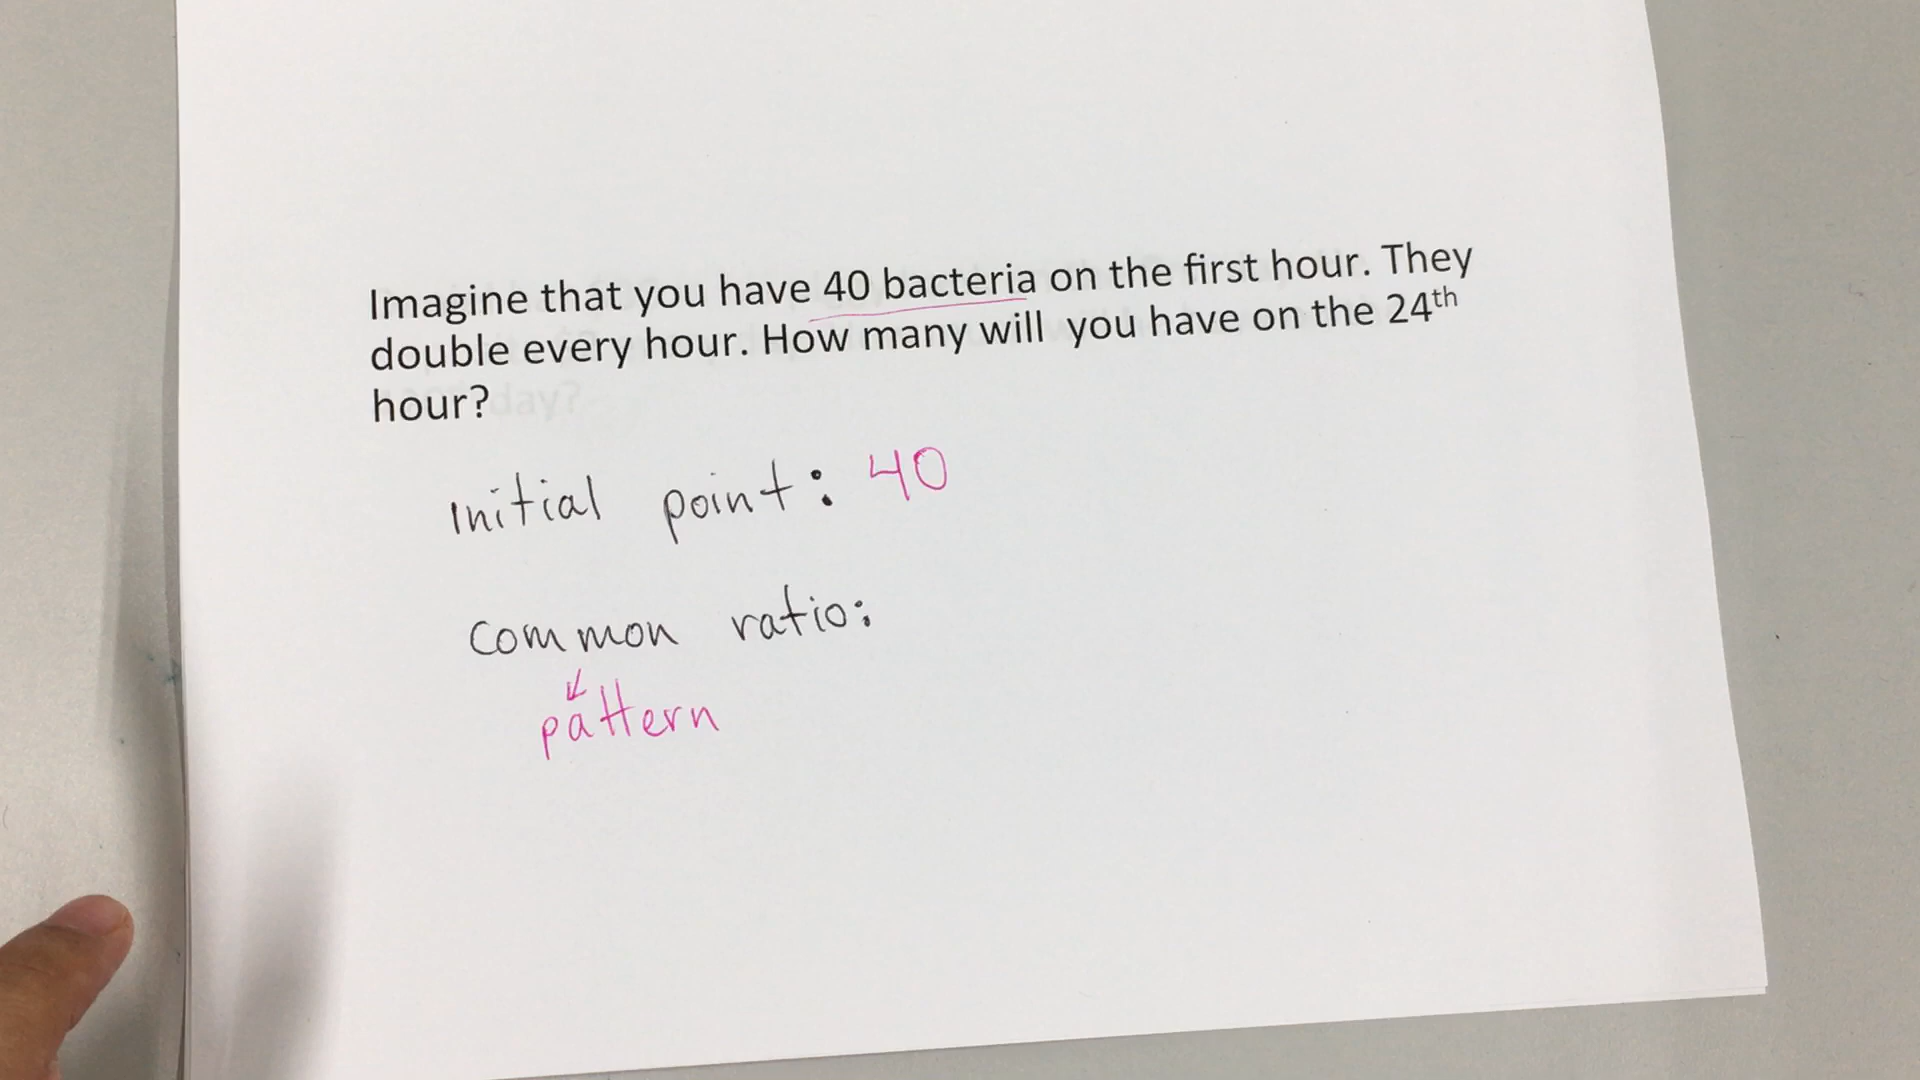 Imagine that you have 40 bacteria on the first hour. They
double every hour. How many will you have on the 24th
hour?
initial point: 40
common ratio:
pattern